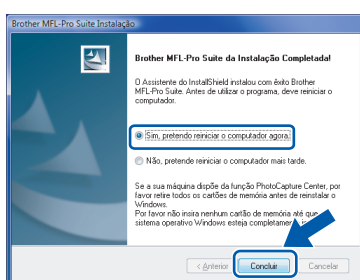 Brother MFL-Pro Suite Instalação
Brother MFL-Pro Suite da Instalação Completada!
O Assistente do InstallShield instalou com êxito Brother
MFL-Pro Suite. Antes de utilizar o programa, deve reiniciar o
computador.
Sim, pretendo reiniciar o computador agora.
Não, pretende reiniciar o computador mais tarde.
Se a sua máquina dispõe da função PhotoCapture Center, por
favor retire todos os cartões de memória antes de reinstalar o
Windows.
Por favor não insira nenhum cartão de memória até que
sistema operativo Windows esteja completamente
< Anterior Concluir Cancelar